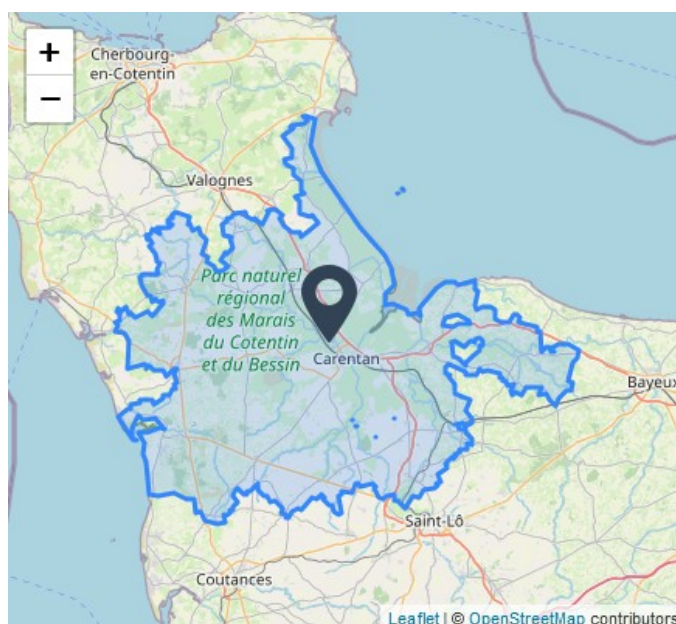 +
Cherbourg-
en-Cotentin
−
Valognes
Parc naturel
régional
des Marais
du Cotentin
et du Bessin
Carentan
Bayeux
Saint-Lô
Coutances
Leaflet | © OpenStreetMap contributors